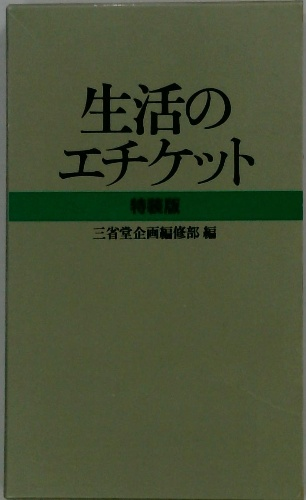 生活の
エチケット
特装版
三省堂企画編修部 編